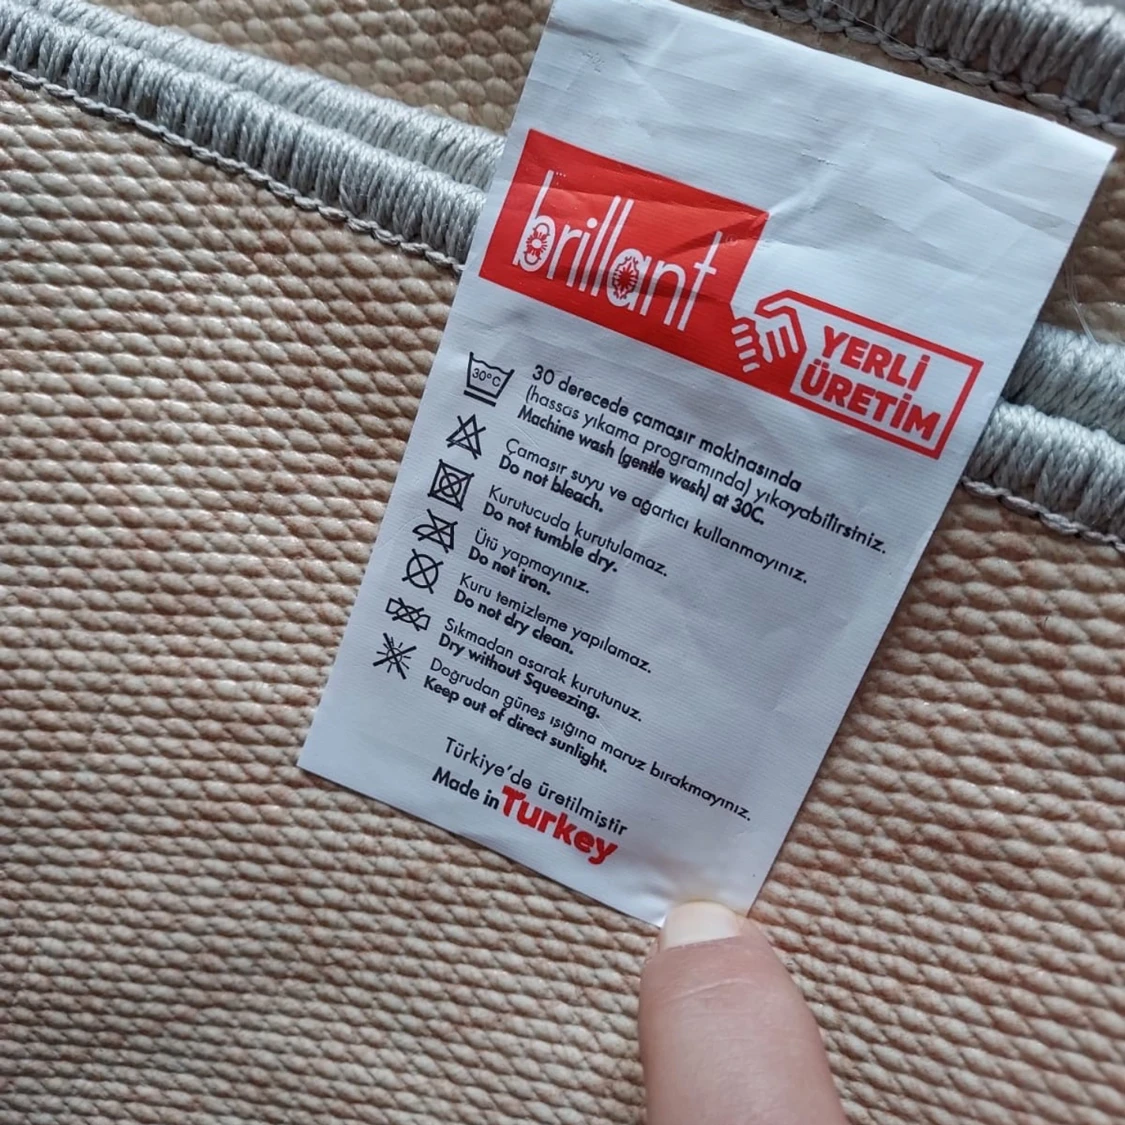 brillant
YERLİ
ÜRETİM
30°C
30 derecede çamaşır makinasında
(hassas yıkama programında) yıkayabilirsiniz.
Machine wash (gentle wash) at 30C.
Çamaşır suyu ve ağartıcı kullanmayınız.
Do not bleach.
Kurutucuda kurutulamaz.
Do not tumble dry.
Ütü yapmayınız.
Do not iron.
Kuru temizleme yapılamaz.
Do not dry clean.
Sıkmadan asarak kurutunuz.
Dry without Squeezing.
Doğrudan güneş ışığına maruz bırakmayınız.
Keep out of direct sunlight.
Türkiye'de üretilmiştir
Made in Turkey